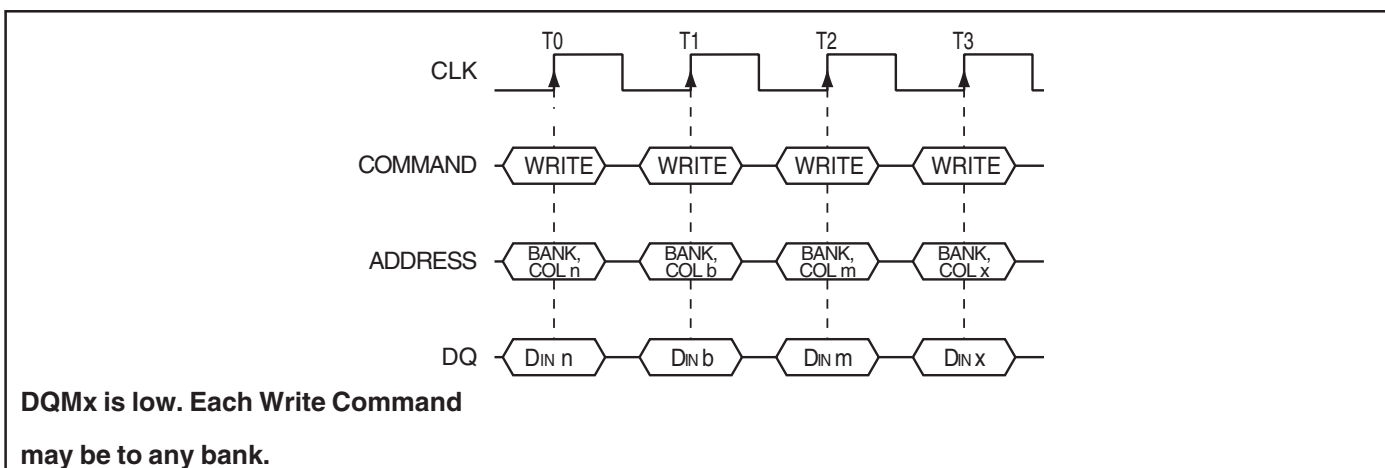 T0 T1 T2 T3
CLK
COMMAND WRITE WRITE WRITE WRITE
ADDRESS BANK, BANK, BANK, BANK,
COL n COL b COL m COL x
DQ DIN n DIN b DIN m DIN x
DQMx is low. Each Write Command
may be to any bank.